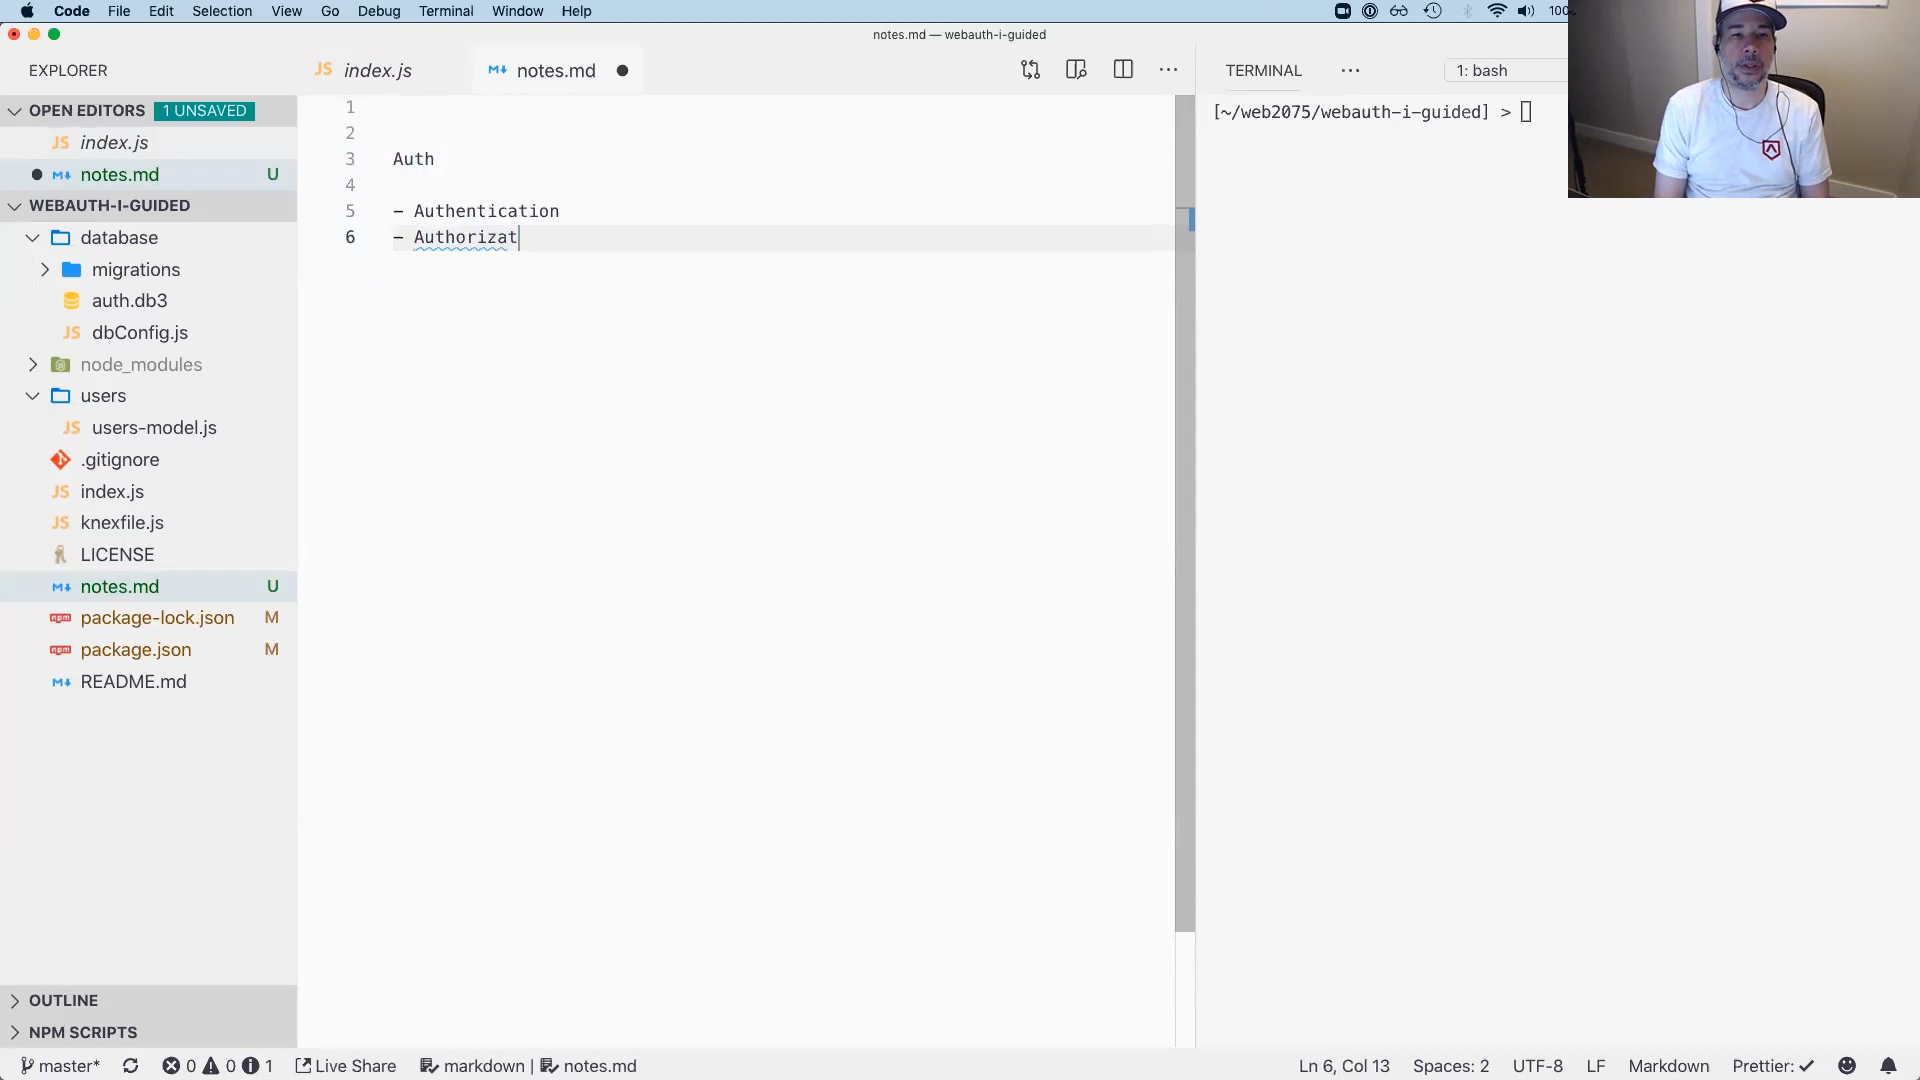 Code File Edit Selection View Go Debug Terminal Window Help
notes.md — webauth-i-guided
EXPLORER
index.js
notes.md
TERMINAL
1: bash
OPEN EDITORS 1 UNSAVED
index.js
notes.md U
WEBAUTH-I-GUIDED
database
migrations
auth.db3
dbConfig.js
node_modules
users
users-model.js
.gitignore
index.js
knexfile.js
LICENSE
notes.md U
package-lock.json M
package.json M
README.md
OUTLINE
NPM SCRIPTS
1
2
3 Auth
4
5 - Authentication
6 - Authorizat
[~/web2075/webauth-i-guided] >
master* 0 0 1 Live Share markdown | notes.md Ln 6, Col 13 Spaces: 2 UTF-8 LF Markdown Prettier: ✓